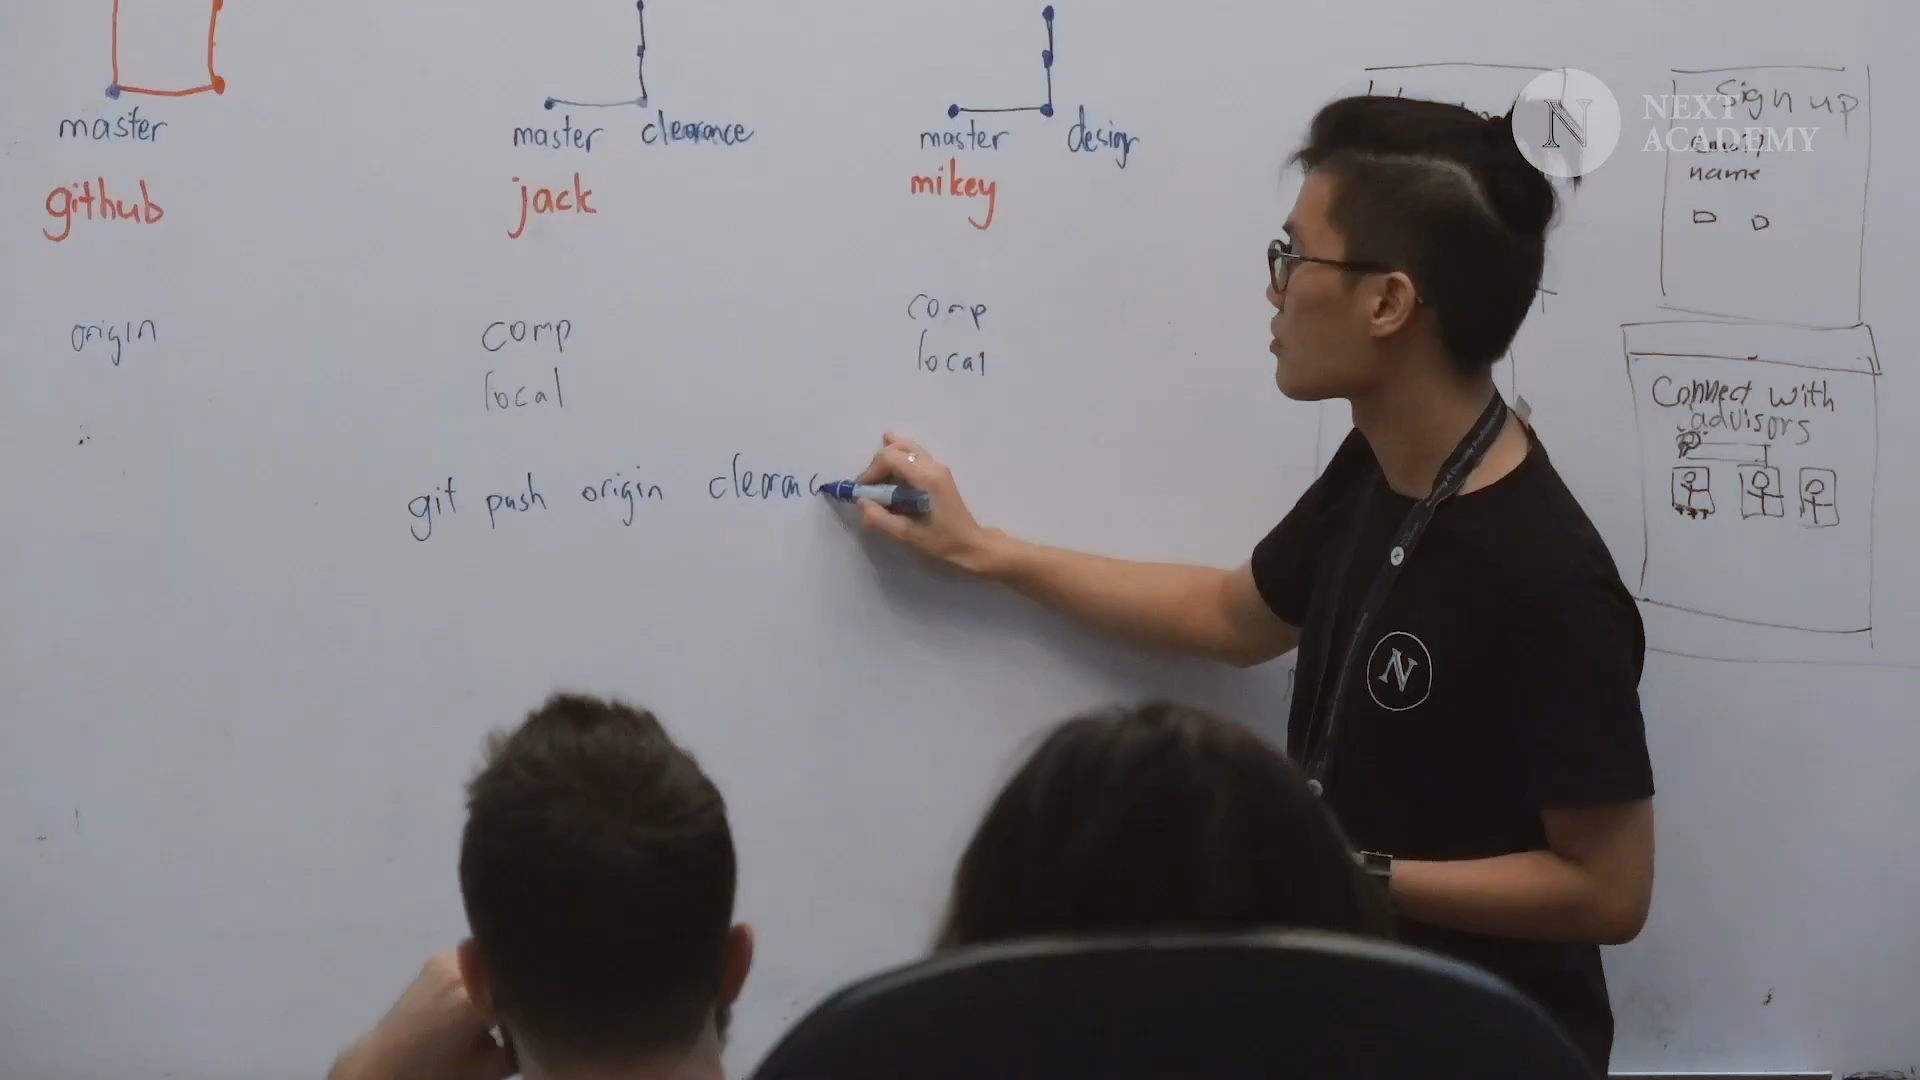 master
github
origin
master clearance
jack
comp
local
master design
mikey
comp
local
git push origin clearanc
Sign up
email
name
Connect with
advisors
N
NEXT
ACADEMY
N